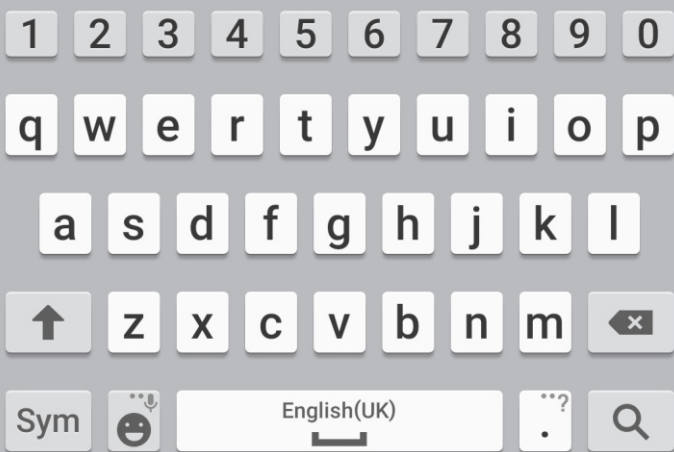 1 2 3 4 5 6 7 8 9 0
q w e r t y u i o p
a s d f g h j k l
z x c v b n m
Sym English(UK) . ?